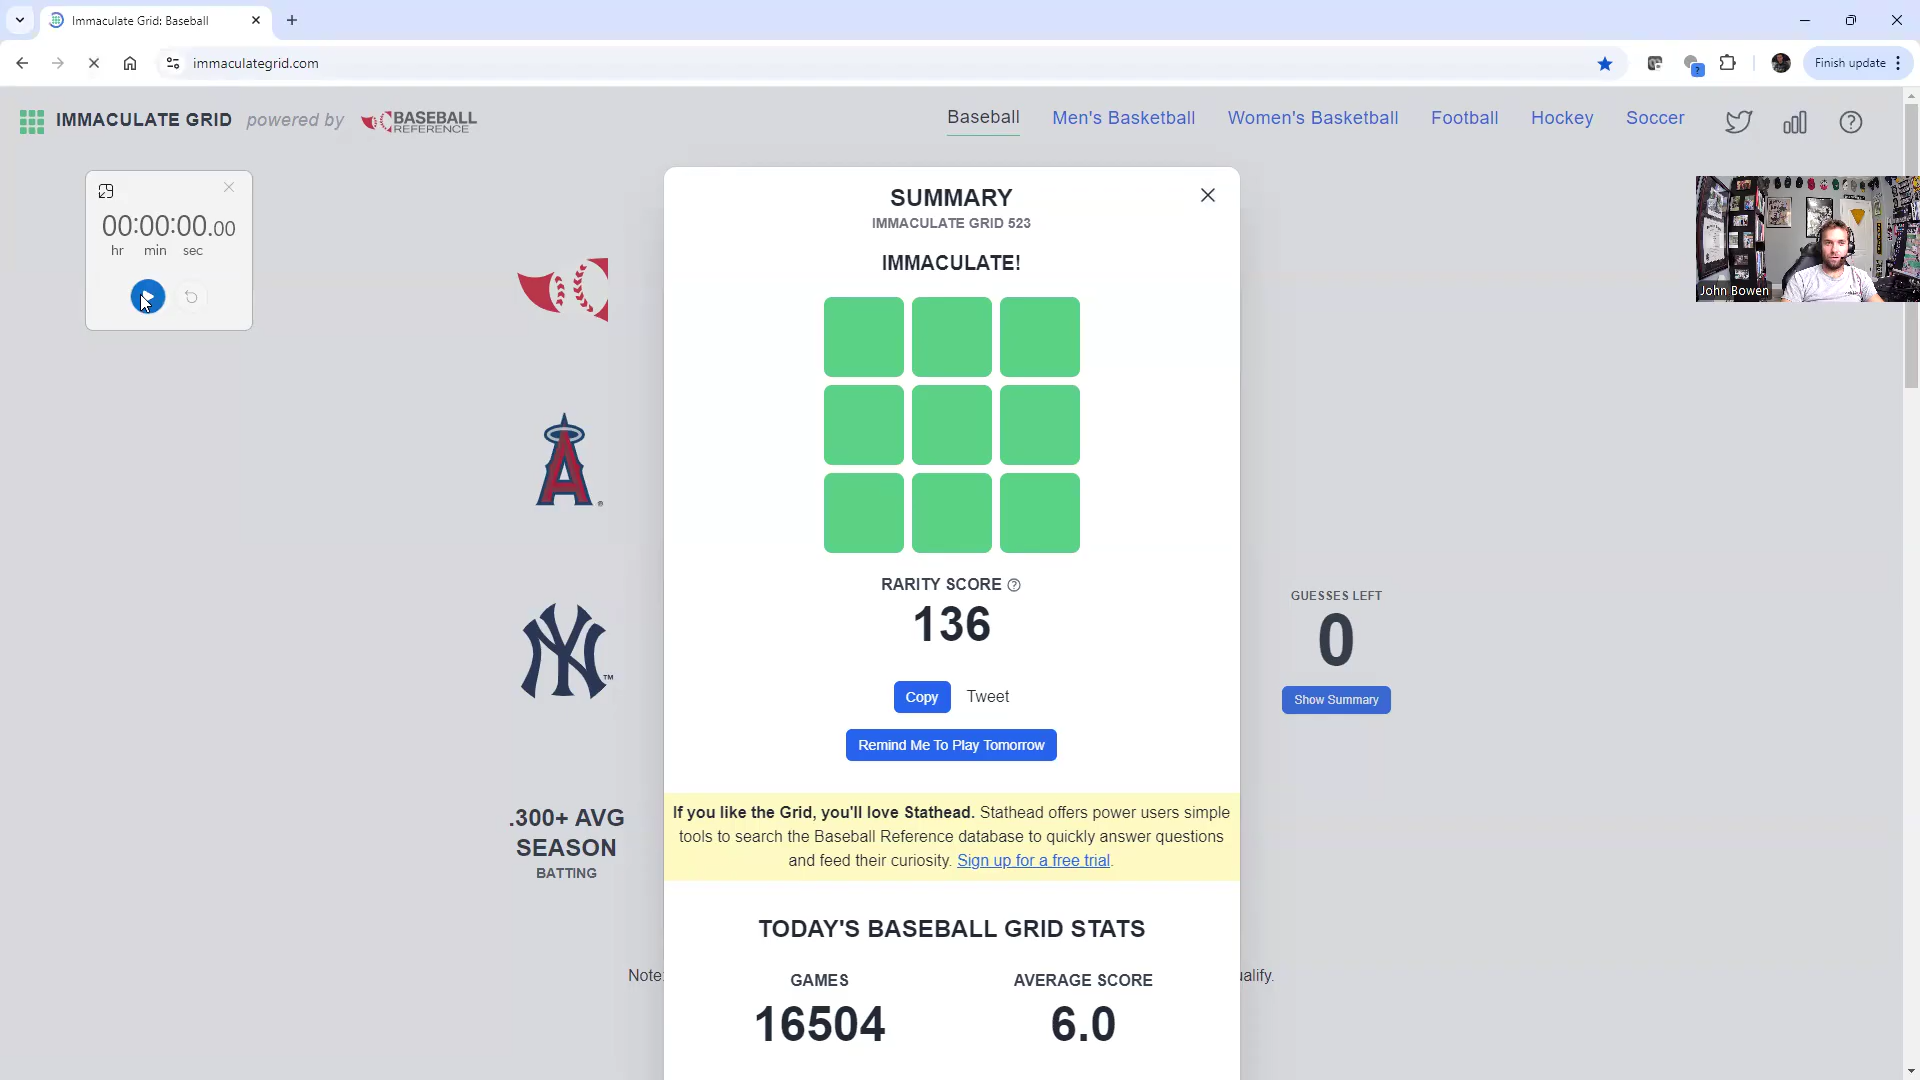 Immaculate Grid: Baseball
immaculategrid.com
Finish update
IMMACULATE GRID powered by BASEBALL REFERENCE
Baseball Men's Basketball Women's Basketball Football Hockey Soccer
00:00:00.00
hr min sec
SUMMARY
IMMACULATE GRID 523
IMMACULATE!
John Bowen
A
NY
TM
RARITY SCORE
136
Copy Tweet
Remind Me To Play Tomorrow
GUESSES LEFT
0
Show Summary
.300+ AVG
SEASON
BATTING
If you like the Grid, you'll love Stathead. Stathead offers power users simple
tools to search the Baseball Reference database to quickly answer questions
and feed their curiosity. Sign up for a free trial.
TODAY'S BASEBALL GRID STATS
Note:
ualify.
GAMES AVERAGE SCORE
16504 6.0